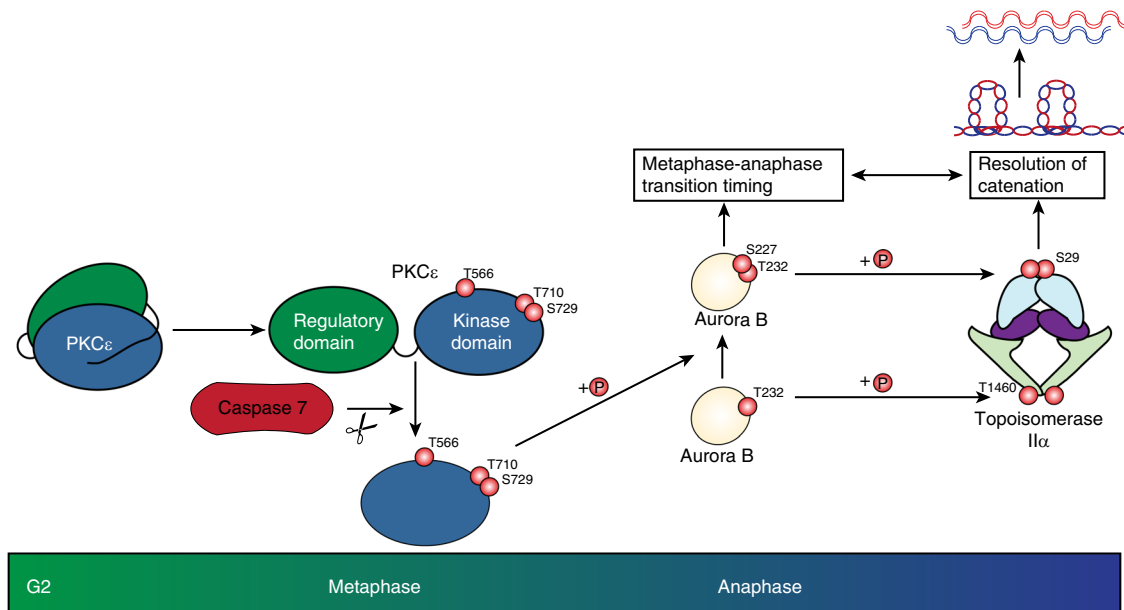 Metaphase-anaphase
transition timing
Resolution of
catenation
S227
T232
+ P
S29
Aurora B
PKCε
T566
T710
S729
PKCε
Regulatory
domain
Kinase
domain
+ P
T232
+ P
T1460
Aurora B
Topoisomerase
IIα
Caspase 7
T566
T710
S729
G2
Metaphase
Anaphase